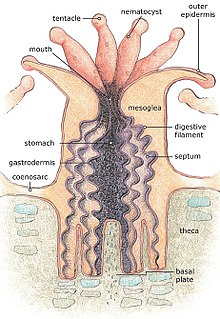 tentacle
nematocyst
outer
epidermis
mouth
mesoglea
digestive
filament
stomach
septum
gastrodermis
coenosarc
theca
basal
plate